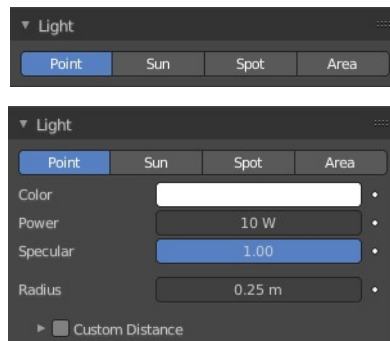 Light
Point Sun Spot Area
Light
Point Sun Spot Area
Color
Power 10 W
Specular 1.00
Radius 0.25 m
Custom Distance